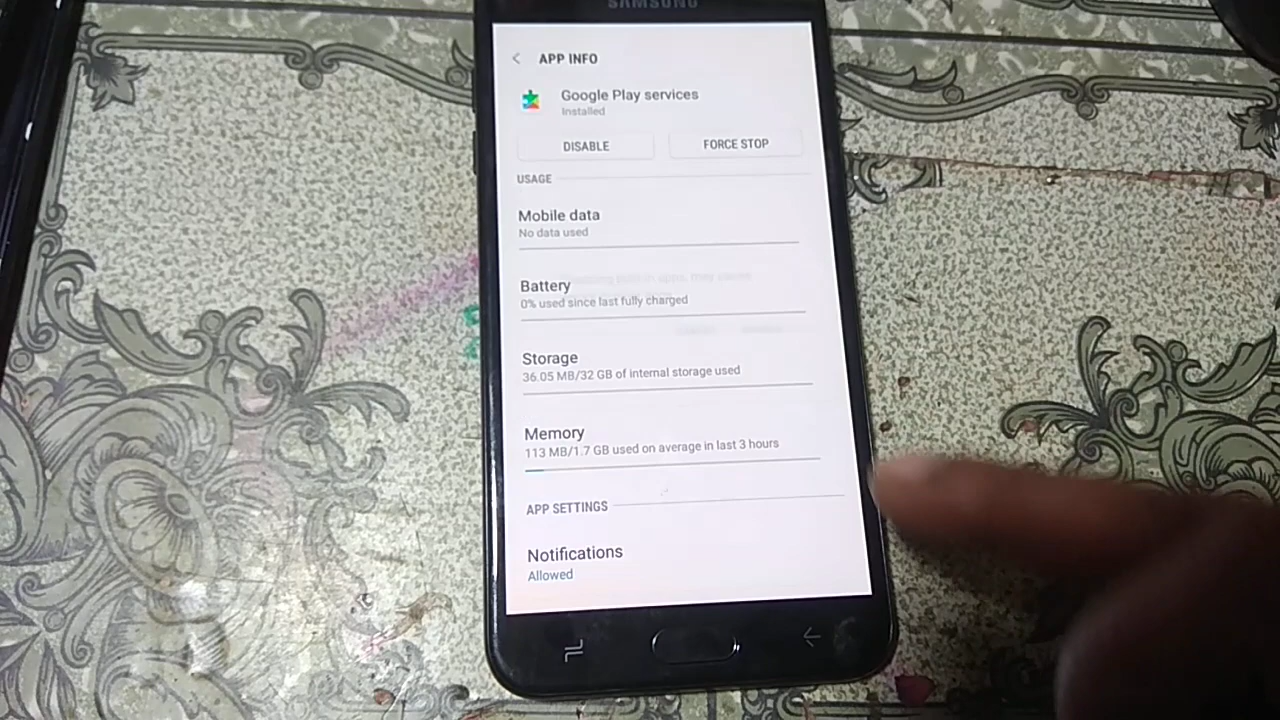 SAMSUNG
APP INFO
Google Play services
Installed
DISABLE
FORCE STOP
USAGE
Mobile data
No data used
Battery
0% used since last fully charged
Storage
36.05 MB/32 GB of internal storage used
Memory
113 MB/1.7 GB used on average in last 3 hours
APP SETTINGS
Notifications
Allowed